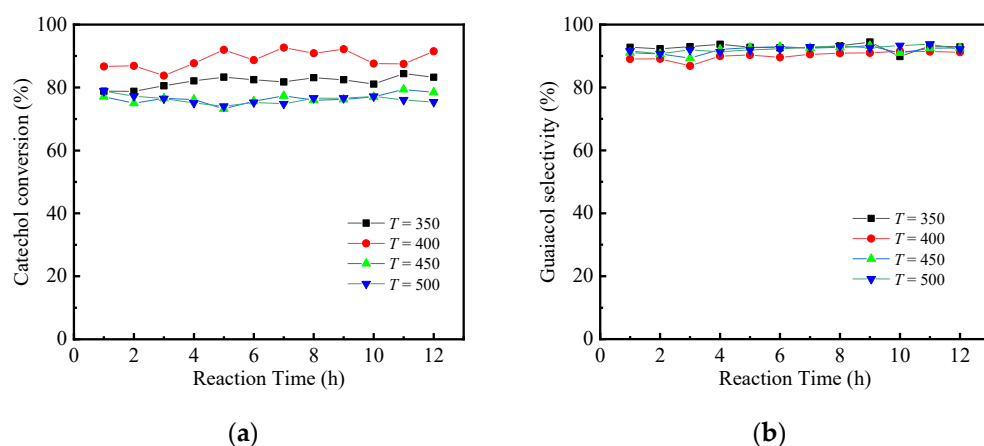 100
80
60
40
20
0
Catechol conversion (%)
T = 350
T = 400
T = 450
T = 500
0 2 4 6 8 10 12
Reaction Time (h)
(a)
100
80
60
40
20
0
Guaiacol selectivity (%)
T = 350
T = 400
T = 450
T = 500
0 2 4 6 8 10 12
Reaction Time (h)
(b)